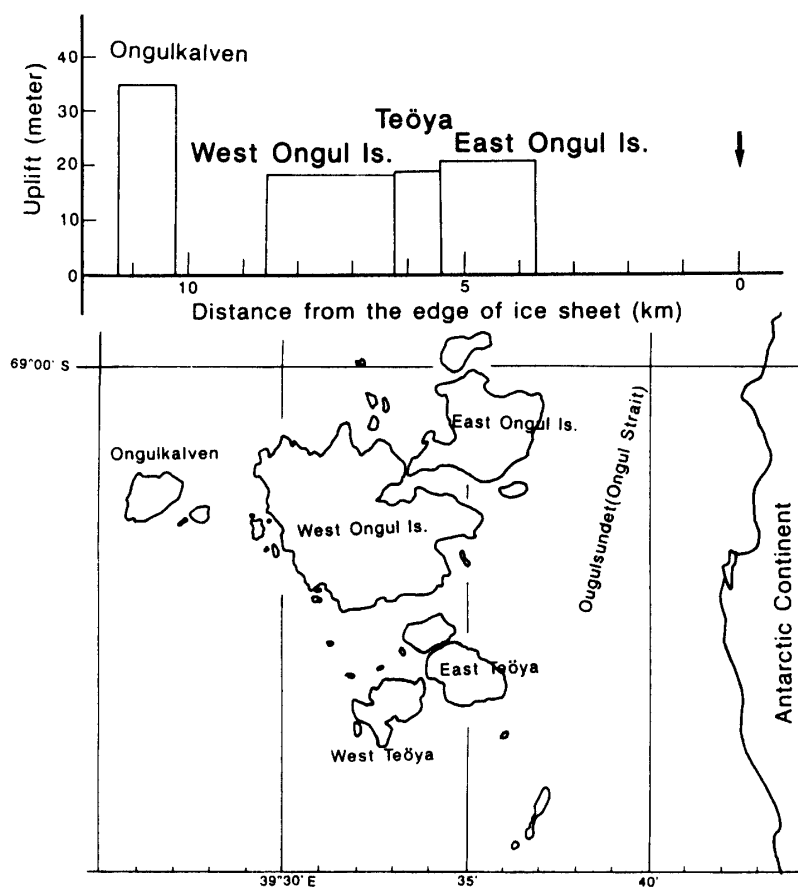 Ongulkalven
Uplift (meter)
40
30
20
10
0
Teöya
West Ongul Is.
East Ongul Is.
10
5
0
Distance from the edge of ice sheet (km)
69°00' S
East Ongul Is.
Ongulkalven
West Ongul Is.
Ougulsundet(Ongul Strait)
Antarctic Continent
East Teöya
West Teöya
39°30' E
35'
40'